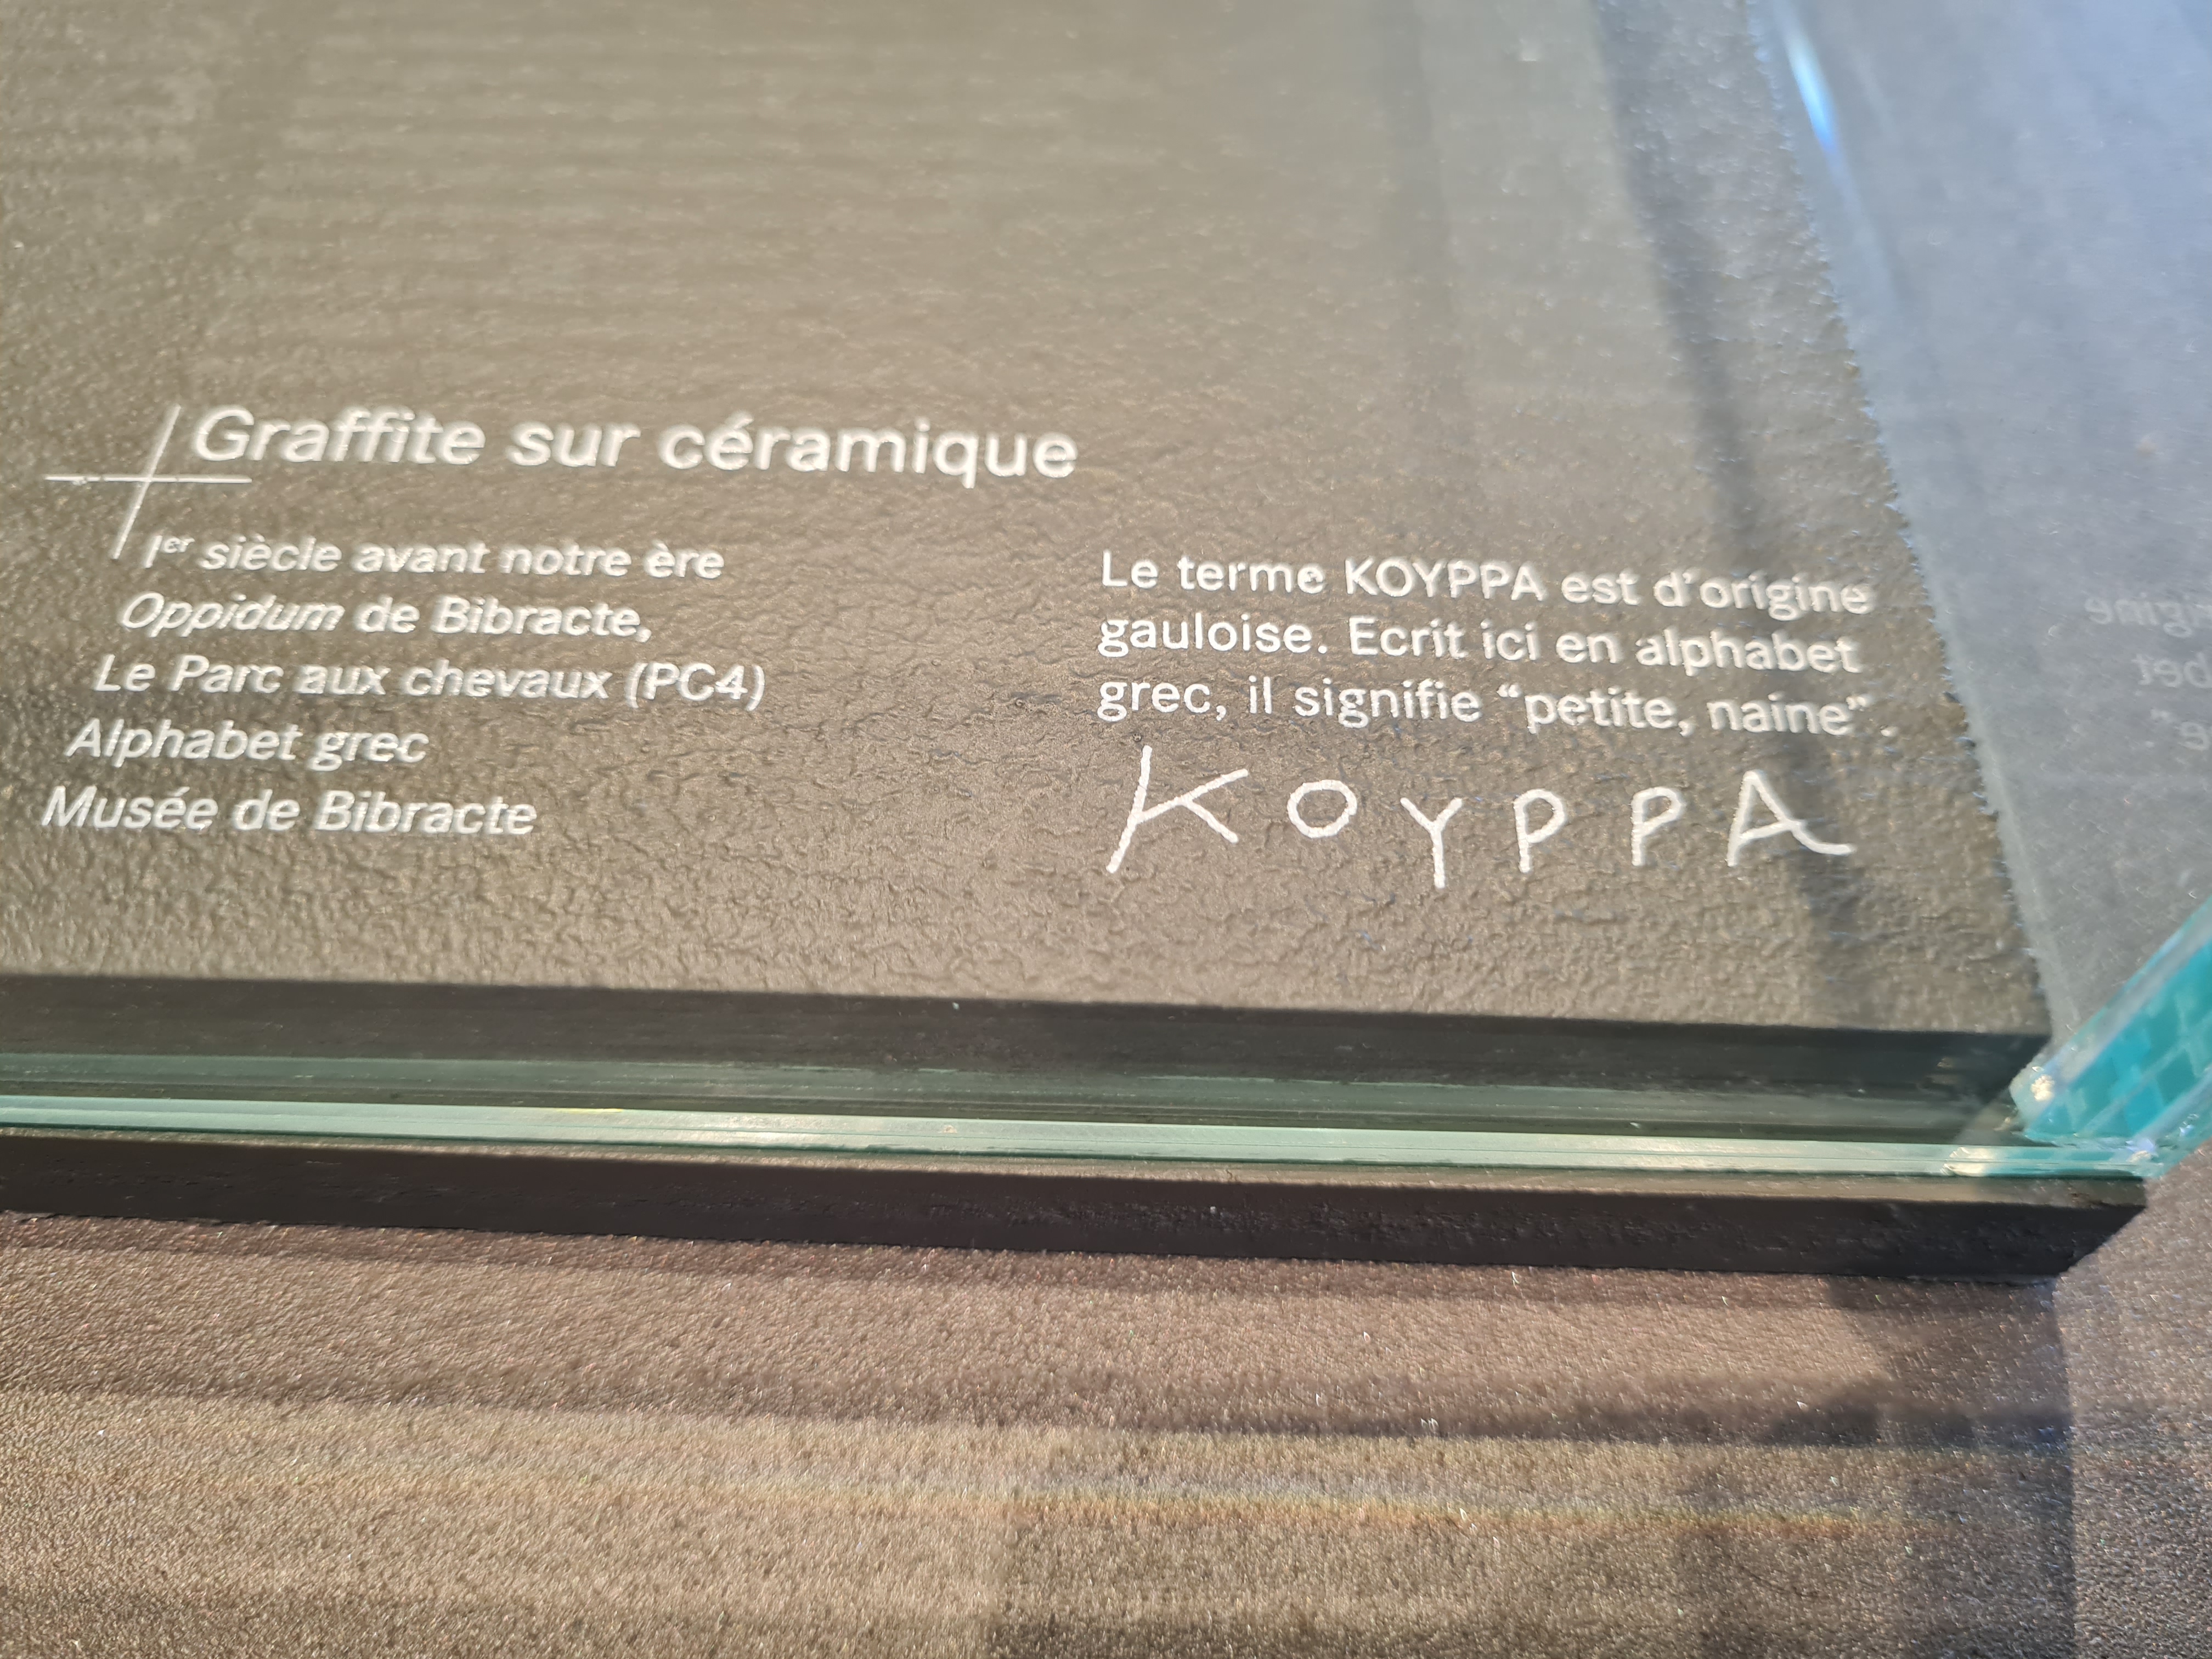 Graffite sur céramique
Iᵉʳ siècle avant notre ère
Oppidum de Bibracte,
Le Parc aux chevaux (PC4)
Alphabet grec
Musée de Bibracte
Le terme KOYPPA est d'origine
gauloise. Ecrit ici en alphabet
grec, il signifie “petite, naine”.
KOYPPA